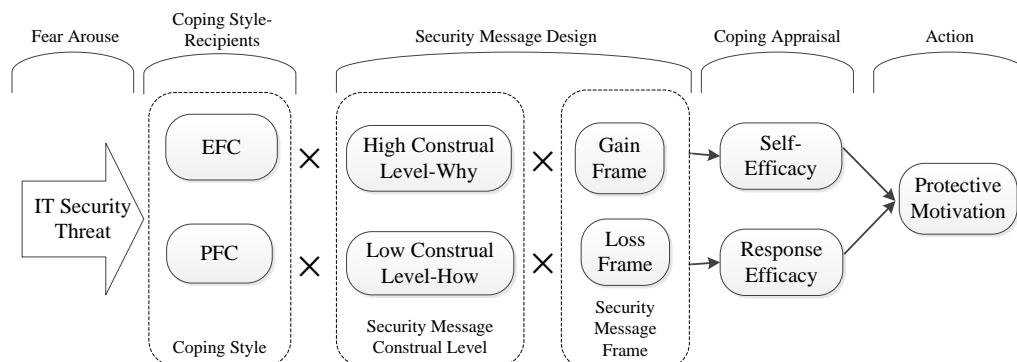 Fear Arouse
Coping Style-
Recipients
Security Message Design
Coping Appraisal
Action
IT Security
Threat
EFC
PFC
Coping Style
High Construal
Level-Why
Low Construal
Level-How
Security Message
Construal Level
Gain
Frame
Loss
Frame
Security
Message
Frame
Self-
Efficacy
Response
Efficacy
Protective
Motivation